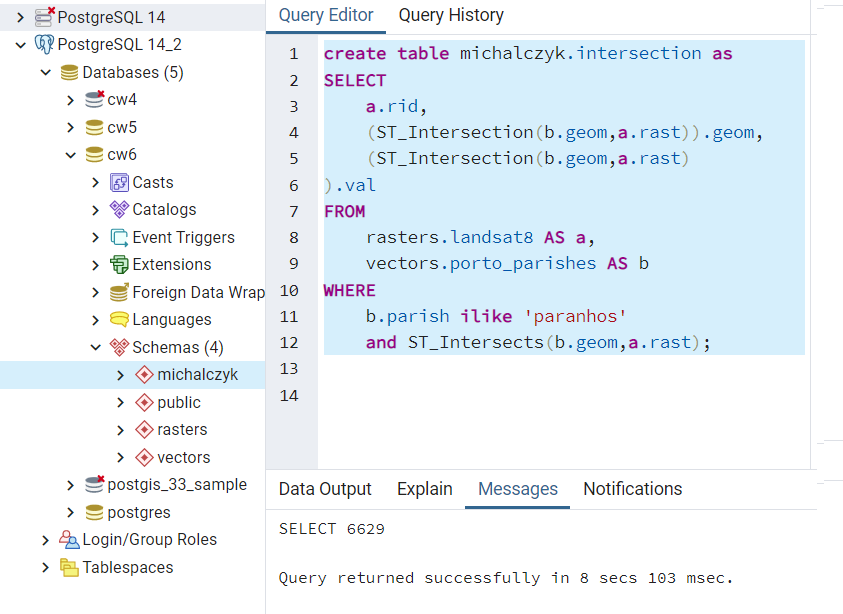 PostgreSQL 14
PostgreSQL 14_2
Databases (5)
cw4
cw5
cw6
Casts
Catalogs
Event Triggers
Extensions
Foreign Data Wrap
Languages
Schemas (4)
michalczyk
public
rasters
vectors
postgis_33_sample
postgres
Login/Group Roles
Tablespaces
Query Editor Query History
1 create table michalczyk.intersection as
2 SELECT
3 a.rid,
4 (ST_Intersection(b.geom,a.rast)).geom,
5 (ST_Intersection(b.geom,a.rast)
6 ).val
7 FROM
8 rasters.landsat8 AS a,
9 vectors.porto_parishes AS b
10 WHERE
11 b.parish ilike 'paranhos'
12 and ST_Intersects(b.geom,a.rast);
13
14
Data Output Explain Messages Notifications
SELECT 6629
Query returned successfully in 8 secs 103 msec.